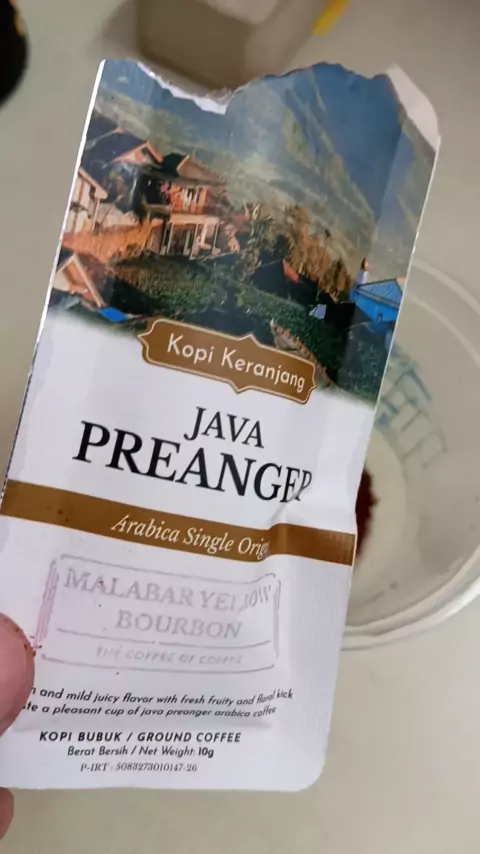 Kopi Keranjang
JAVA
PREANGER
Arabica Single Orig
MALABAR YELLOW
BOURBON
THE COFFEE OF COFFEE
and mild juicy flavor with fresh fruity and floral kick
a pleasant cup of java preanger arabica coffee
KOPI BUBUK / GROUND COFFEE
Berat Bersih / Net Weight: 10g
P-IRT : 5083273010147-26